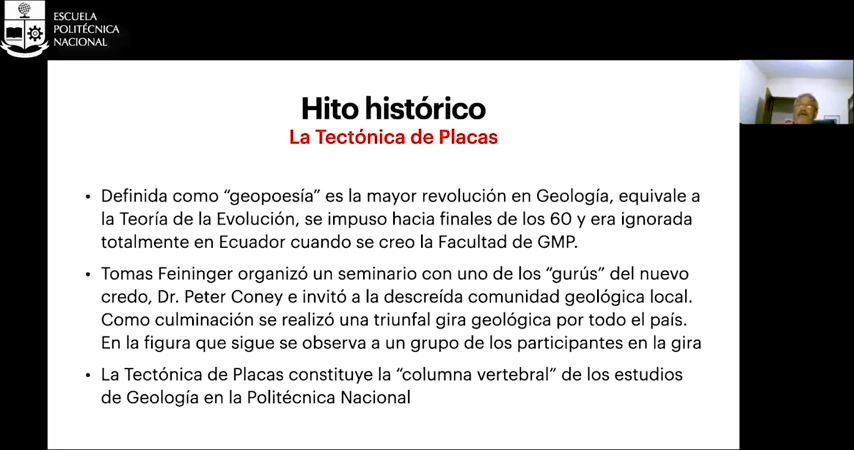 ESCUELA
POLITÉCNICA
NACIONAL
Hito histórico
La Tectónica de Placas
• Definida como “geopoesía” es la mayor revolución en Geología, equivale a
la Teoría de la Evolución, se impuso hacia finales de los 60 y era ignorada
totalmente en Ecuador cuando se creo la Facultad de GMP.
• Tomas Feininger organizó un seminario con uno de los “gurús” del nuevo
credo, Dr. Peter Coney e invitó a la descreída comunidad geológica local.
Como culminación se realizó una triunfal gira geológica por todo el país.
En la figura que sigue se observa a un grupo de los participantes en la gira
• La Tectónica de Placas constituye la “columna vertebral” de los estudios
de Geología en la Politécnica Nacional